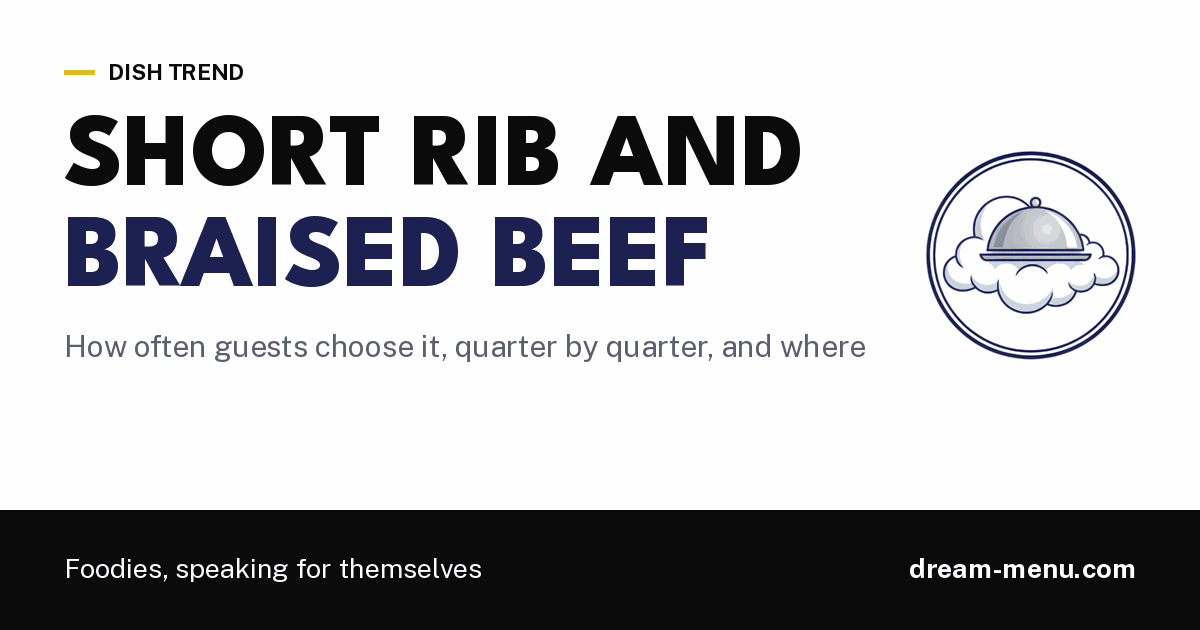 DISH TREND
SHORT RIB AND
BRAISED BEEF
How often guests choose it, quarter by quarter, and where
Foodies, speaking for themselves
dream-menu.com